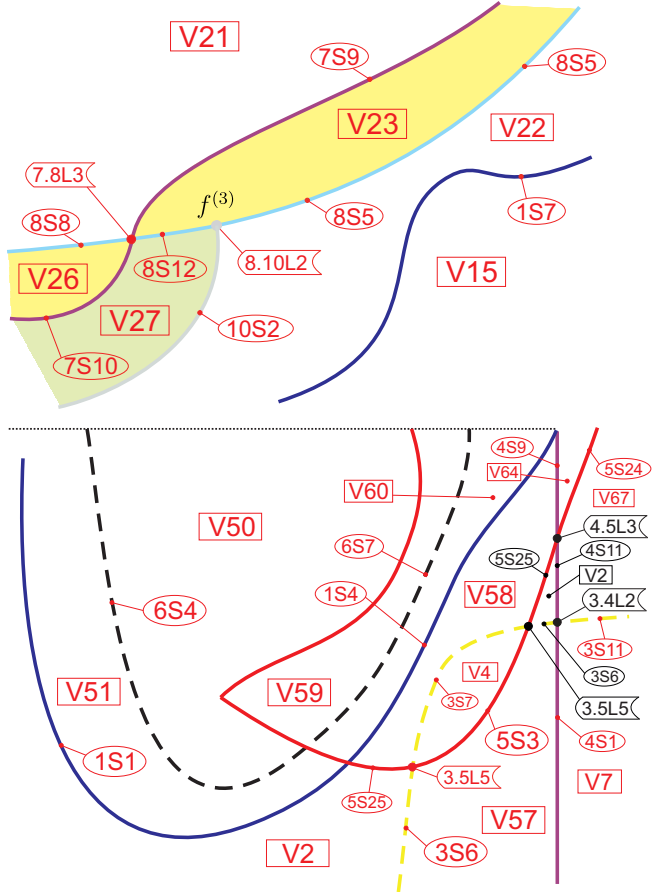 V21
7S9
8S5
V23
V22
7.8L3
f(3)
8S5
1S7
8S8
8S12
8.10L2
V26
V15
V27
10S2
7S10
4S9
5S24
V64
V60
V67
V50
4.5L3
6S7
5S25
4S11
1S4
V58
V2
6S4
3.4L2
V4
3S11
V51
V59
3S7
3S6
3.5L5
1S1
5S3
4S1
5S25
3.5L5
V7
V57
V2
3S6